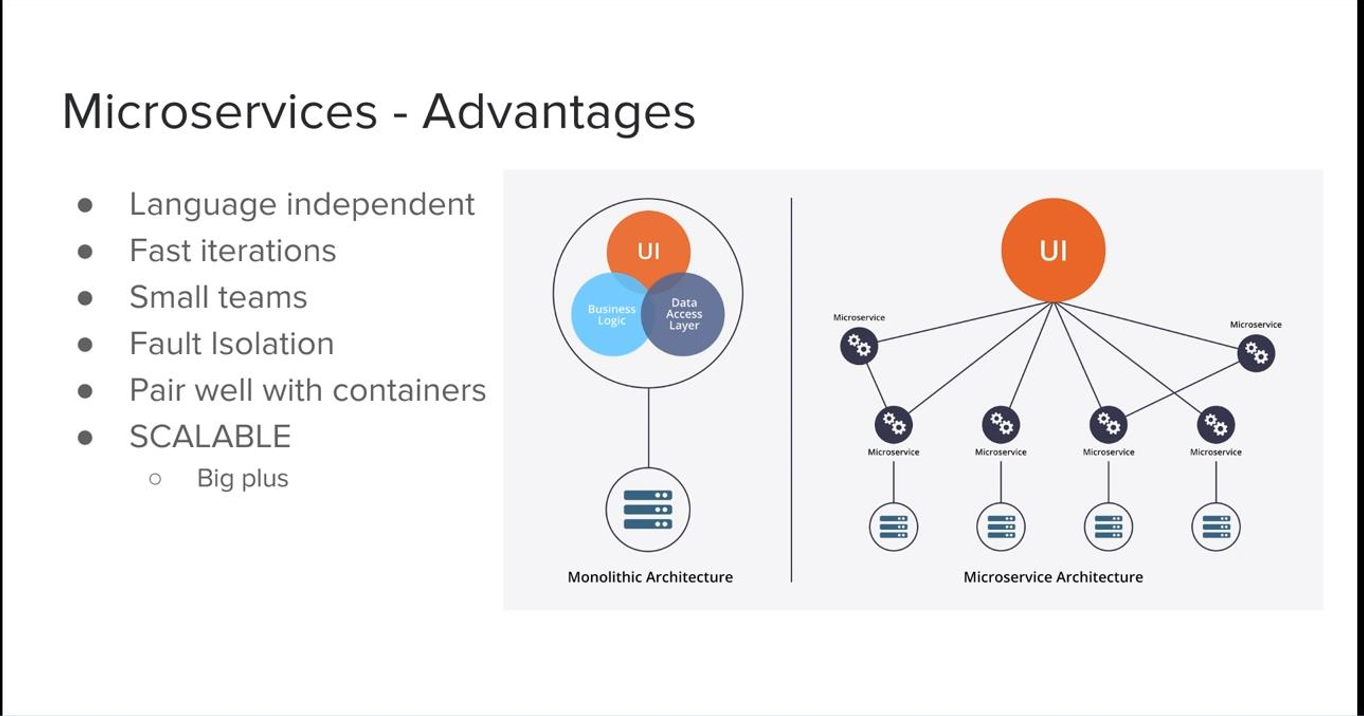 Microservices - Advantages
● Language independent
● Fast iterations
● Small teams
● Fault Isolation
● Pair well with containers
● SCALABLE
○ Big plus
UI
Business
Logic
Data
Access
Layer
Monolithic Architecture
UI
Microservice
Microservice
Microservice
Microservice
Microservice
Microservice
Microservice Architecture